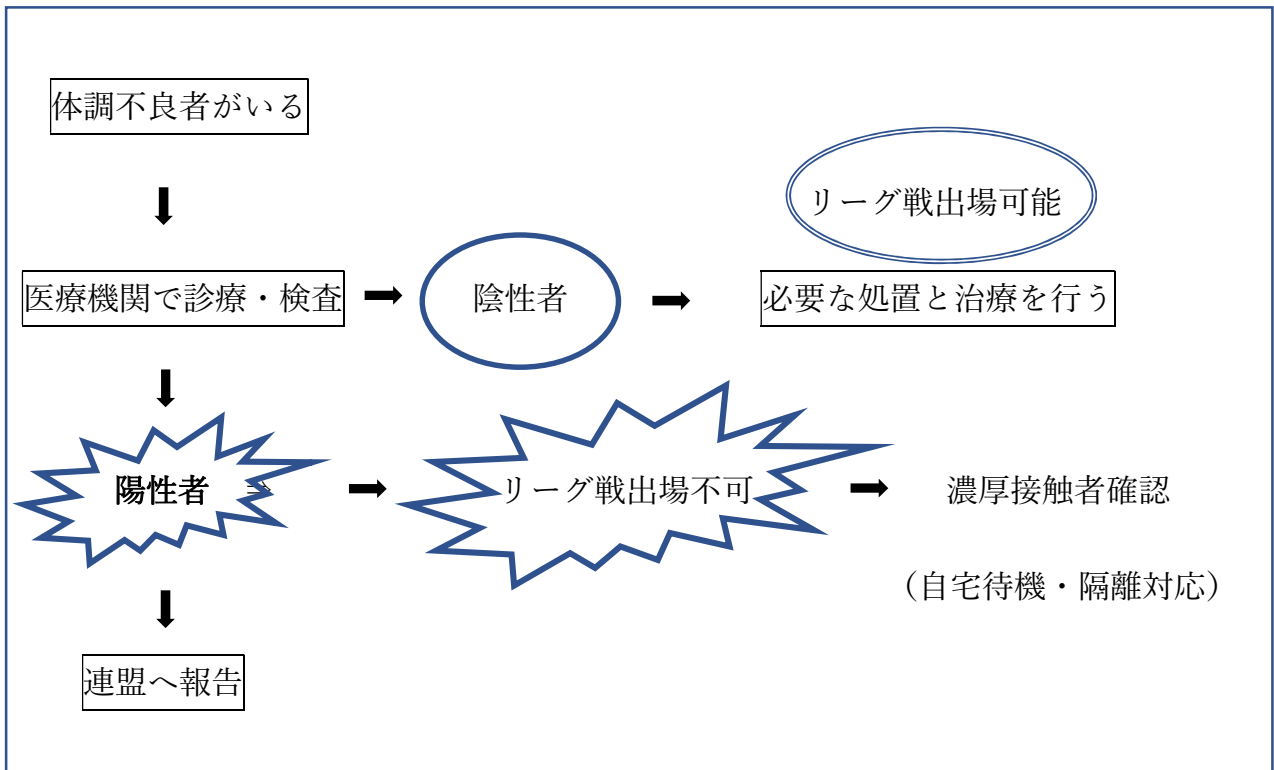 体調不良者がいる
リーグ戦出場可能
医療機関で診療・検査
陰性者
必要な処置と治療を行う
陽性者
リーグ戦出場不可
濃厚接触者確認
（自宅待機・隔離対応）
連盟へ報告